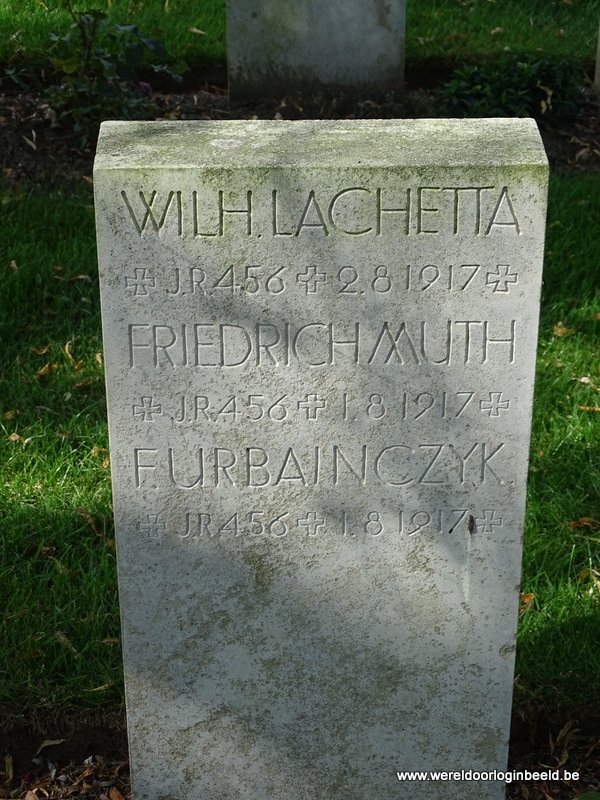 WILH. LACHETTA
✠ J.R.456 ✠ 2.8 1917 ✠
FRIEDRICH MUTH
✠ J.R.456 ✠ 1.8 1917 ✠
F. URBAINCZYK.
✠ J.R.456 ✠ 1.8 1917 ✠
www.wereldoorloginbeeld.be